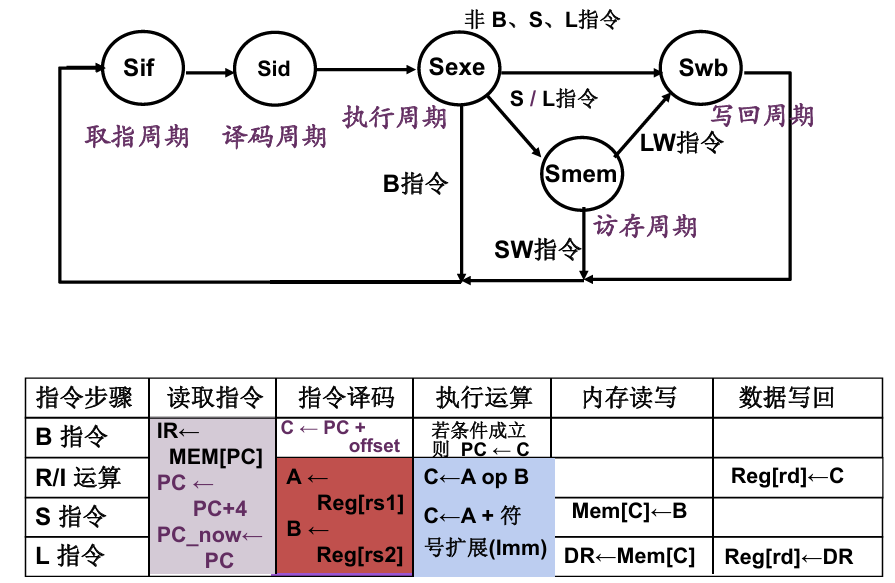 非 B、S、L指令
Sif
Sid
Sexe
Swb
S / L指令
取指周期
译码周期
执行周期
写回周期
LW指令
B指令
Smem
访存周期
SW指令
指令步骤 读取指令 指令译码 执行运算 内存读写 数据写回
B 指令
IR←
MEM[PC]
PC ←
PC+4
PC_now←
PC
C ← PC +
offset
若条件成立
则 PC ← C
R/I 运算
A ←
Reg[rs1]
B ←
Reg[rs2]
C←A op B
Reg[rd]←C
S 指令
C←A + 符
号扩展(Imm)
Mem[C]←B
L 指令
DR←Mem[C]
Reg[rd]←DR